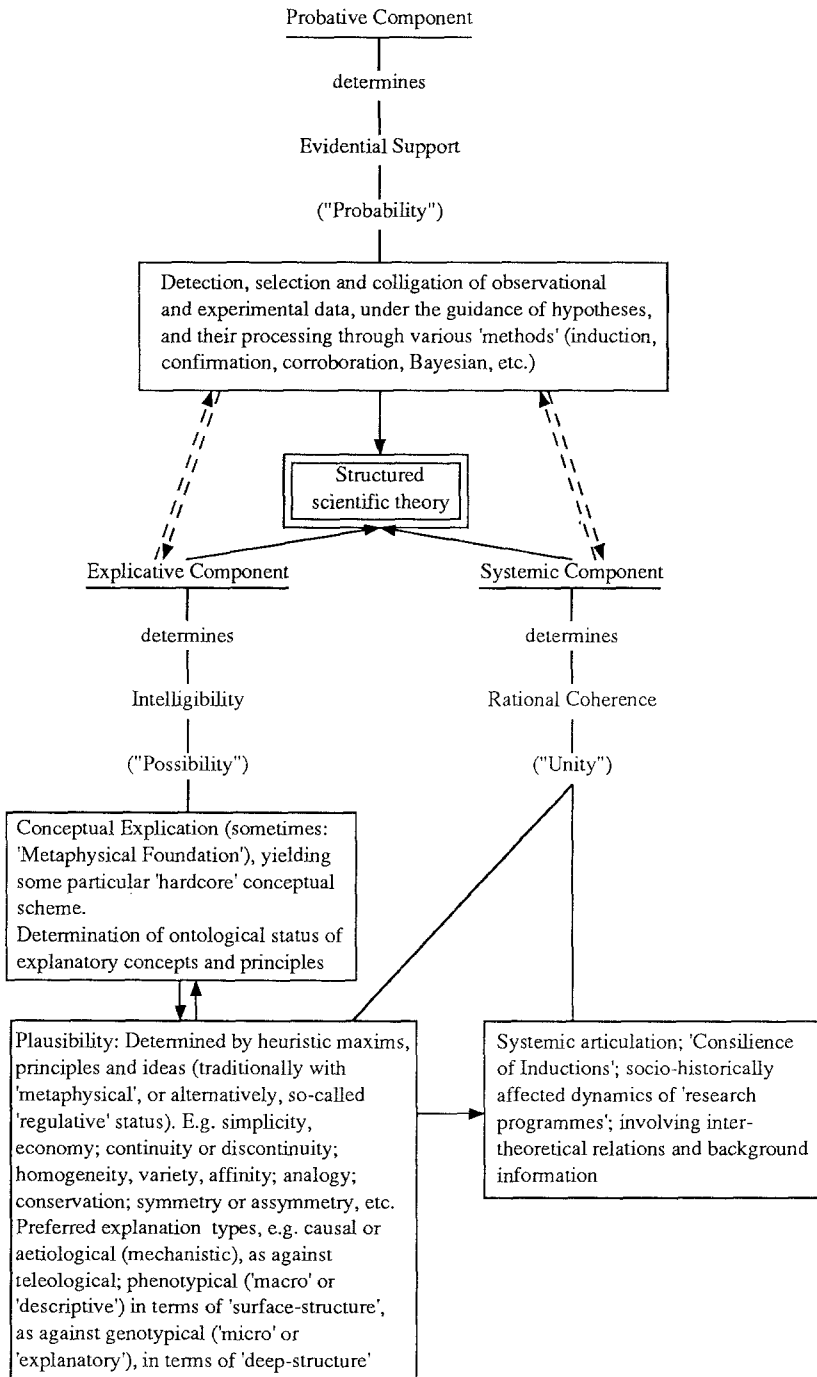 Probative Component
determines
Evidential Support
("Probability")
Detection, selection and colligation of observational
and experimental data, under the guidance of hypotheses,
and their processing through various 'methods' (induction,
confirmation, corroboration, Bayesian, etc.)
Structured
scientific theory
Explicative Component
determines
Intelligibility
("Possibility")
Conceptual Explication (sometimes:
'Metaphysical Foundation'), yielding
some particular 'hardcore' conceptual
scheme.
Determination of ontological status of
explanatory concepts and principles
Systemic Component
determines
Rational Coherence
("Unity")
Plausibility: Determined by heuristic maxims,
principles and ideas (traditionally with
'metaphysical', or alternatively, so-called
'regulative' status). E.g. simplicity,
economy; continuity or discontinuity;
homogeneity, variety, affinity; analogy;
conservation; symmetry or assymmetry, etc.
Preferred explanation types, e.g. causal or
aetiological (mechanistic), as against
teleological; phenotypical ('macro' or
'descriptive') in terms of 'surface-structure',
as against genotypical ('micro' or
'explanatory'), in terms of 'deep-structure'
Systemic articulation; 'Consilience
of Inductions'; socio-historically
affected dynamics of 'research
programmes'; involving inter-
theoretical relations and background
information